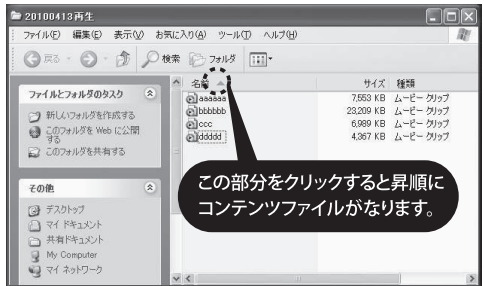 20100413再生
ファイル(F) 編集(E) 表示(V) お気に入り(A) ツール(T) ヘルプ(H)
戻る 検索 フォルダ
名前 サイズ 種類
ファイルとフォルダのタスク
新しいフォルダを作成する
このフォルダを Web に公開
する
このフォルダを共有する
その他
デスクトップ
マイ ドキュメント
共有ドキュメント
My Computer
マイ ネットワーク
aaaaaa 7,553 KB ムービー クリップ
bbbbbb 23,209 KB ムービー クリップ
ccc 6,989 KB ムービー クリップ
ddddd 4,367 KB ムービー クリップ
この部分をクリックすると昇順に
コンテンツファイルがなります。